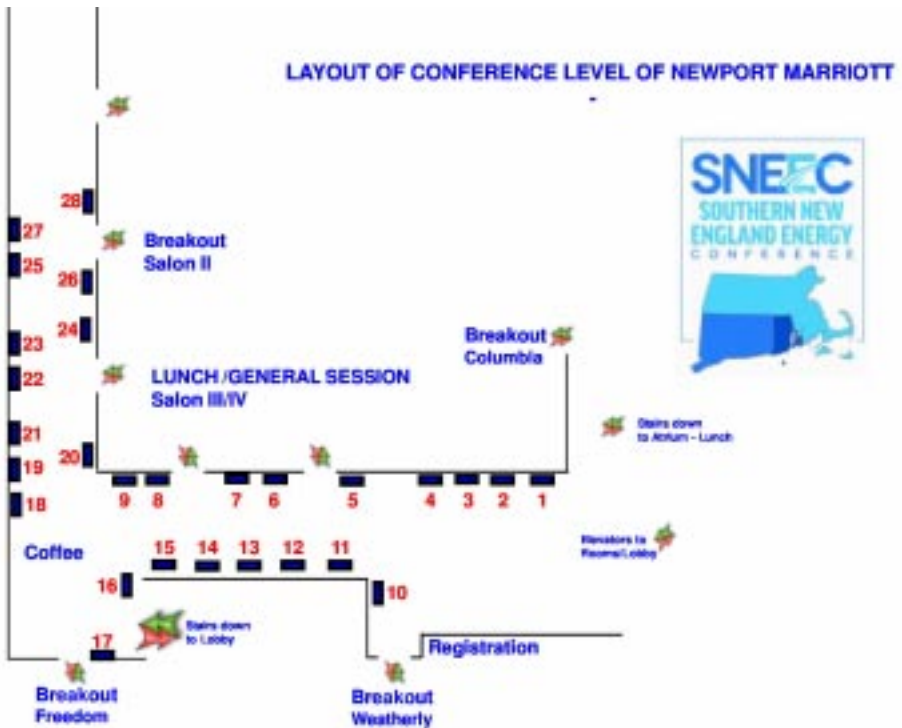 LAYOUT OF CONFERENCE LEVEL OF NEWPORT MARRIOTT
-
SNEEC
SOUTHERN NEW
ENGLAND ENERGY
CONFERENCE
28
27
Breakout
Salon II
25
26
24
23
Breakout
Columbia
22
LUNCH /GENERAL SESSION
Salon III/IV
21
Stairs down
to Atrium - Lunch
20
19
18
9 8 7 6 5 4 3 2 1
Elevators to
Rooms/Lobby
Coffee
15 14 13 12 11
16
10
17
Stairs down
to Lobby
Registration
Breakout
Freedom
Breakout
Weatherly